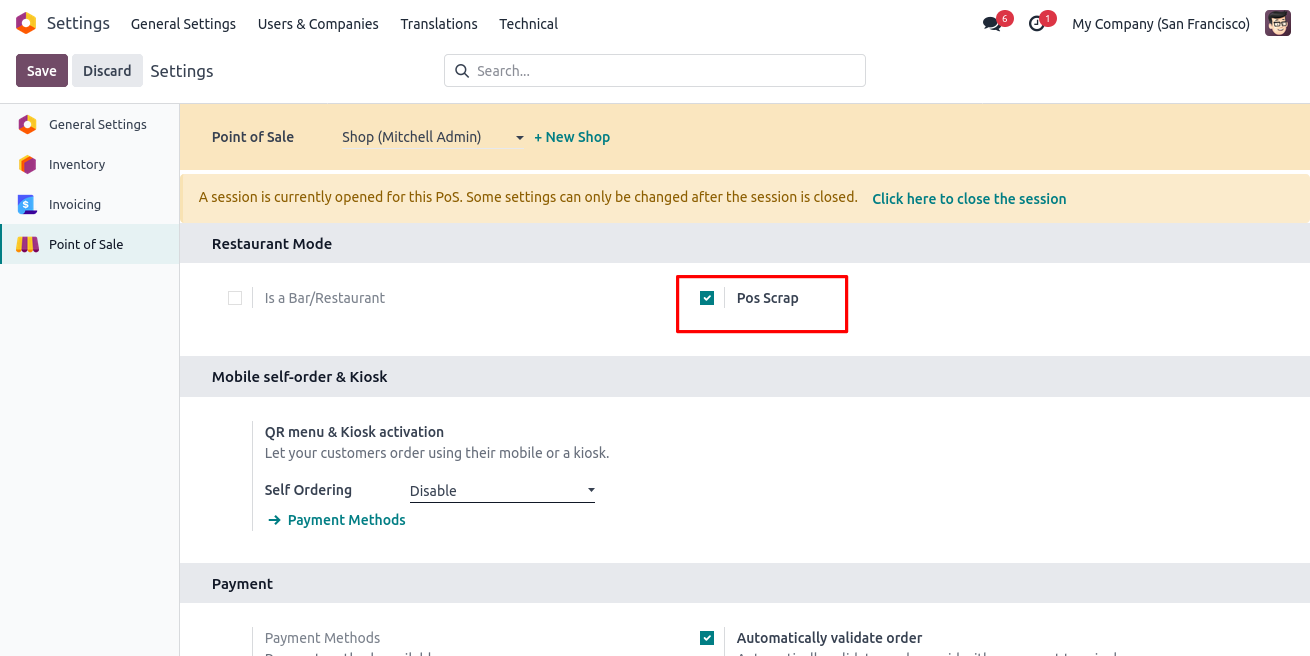 Settings General Settings Users & Companies Translations Technical 6 1 My Company (San Francisco)
Save Discard Settings Search...
General Settings
Inventory
Invoicing
Point of Sale
Point of Sale Shop (Mitchell Admin) + New Shop
A session is currently opened for this PoS. Some settings can only be changed after the session is closed. Click here to close the session
Restaurant Mode
Is a Bar/Restaurant Pos Scrap
Mobile self-order & Kiosk
QR menu & Kiosk activation
Let your customers order using their mobile or a kiosk.
Self Ordering Disable
Payment Methods
Payment
Payment Methods Automatically validate order